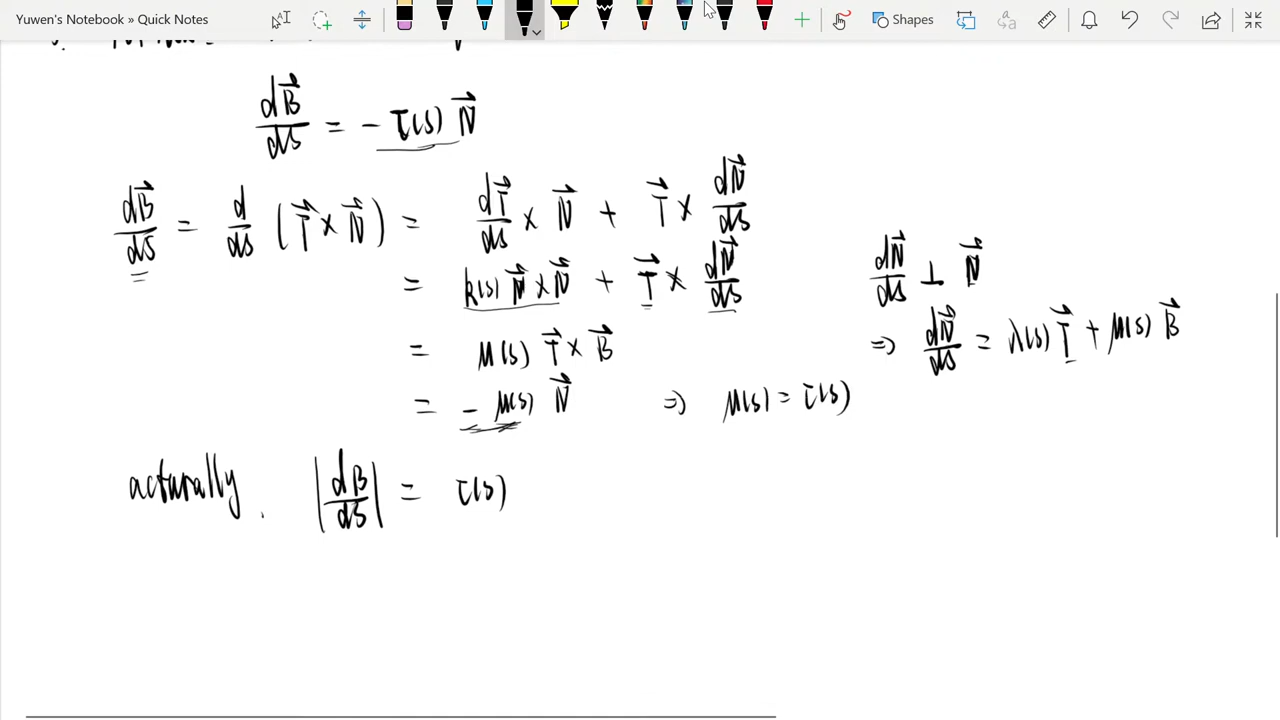 Yuwen's Notebook » Quick Notes
Shapes
dB⃗/ds = - τ(s) N⃗
dB⃗/ds = d/ds (T⃗ × N⃗) = dT⃗/ds × N⃗ + T⃗ × dN⃗/ds
= k(s) N⃗ × N⃗ + T⃗ × dN⃗/ds
dN⃗/ds ⊥ N⃗
⇒ dN⃗/ds = λ(s) T⃗ + μ(s) B⃗
= μ(s) T⃗ × B⃗
= - μ(s) N⃗ ⇒ μ(s) = τ(s)
acturally. |dB/ds| = τ(s)